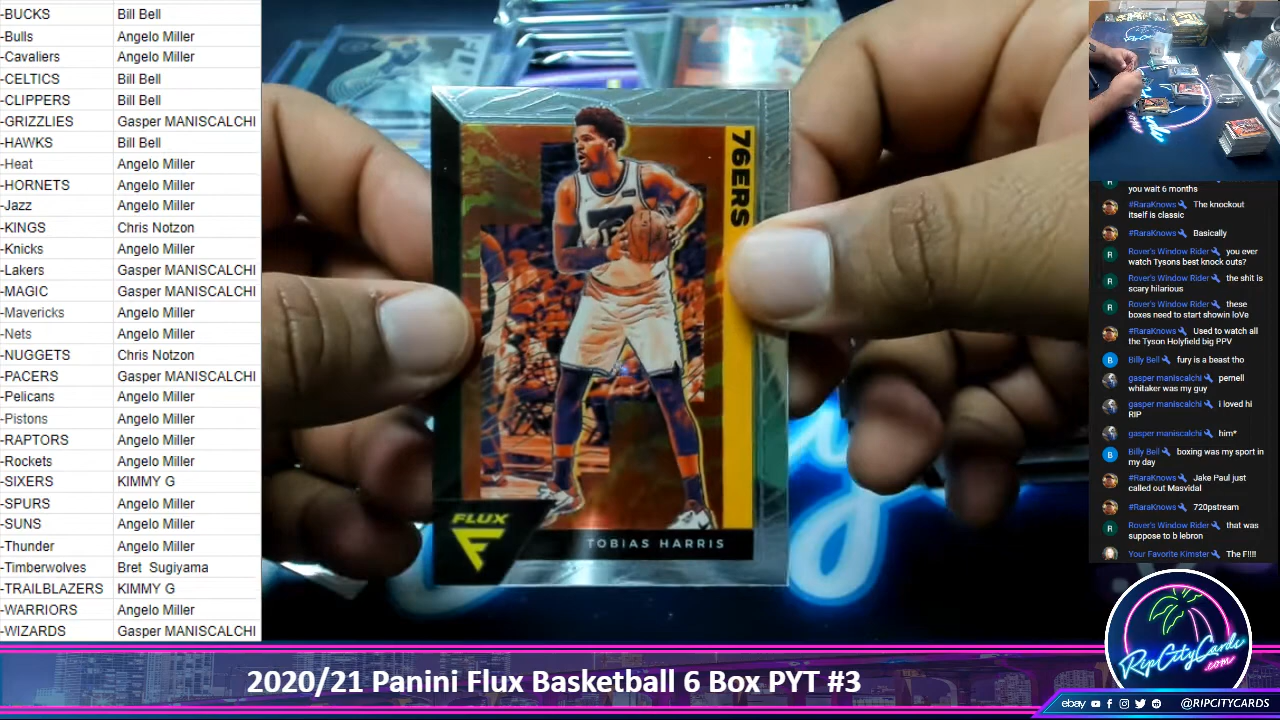 -BUCKS Bill Bell
-Bulls Angelo Miller
-Cavaliers Angelo Miller
-CELTICS Bill Bell
-CLIPPERS Bill Bell
-GRIZZLIES Gasper MANISCALCHI
-HAWKS Bill Bell
-Heat Angelo Miller
-HORNETS Angelo Miller
-Jazz Angelo Miller
-KINGS Chris Notzon
-Knicks Angelo Miller
-Lakers Gasper MANISCALCHI
-MAGIC Gasper MANISCALCHI
-Mavericks Angelo Miller
-Nets Angelo Miller
-NUGGETS Chris Notzon
-PACERS Gasper MANISCALCHI
-Pelicans Angelo Miller
-Pistons Angelo Miller
-RAPTORS Angelo Miller
-Rockets Angelo Miller
-SIXERS KIMMY G
-SPURS Angelo Miller
-SUNS Angelo Miller
-Thunder Angelo Miller
-Timberwolves Bret Sugiyama
-TRAILBLAZERS KIMMY G
-WARRIORS Angelo Miller
-WIZARDS Gasper MANISCALCHI
76ERS
FLUX
TOBIAS HARRIS
you wait 6 months
#RaraKnows The knockout
itself is classic
#RaraKnows Basically
Rover's Window Rider you ever
watch Tysons best knock outs?
Rover's Window Rider the shit is
scary hilarious
Rover's Window Rider these
boxes need to start showin loVe
#RaraKnows Used to watch all
the Tyson Holyfield big PPV
Billy Bell fury is a beast tho
gasper maniscalchi pernell
whitaker was my guy
gasper maniscalchi i loved hi
RIP
gasper maniscalchi him*
Billy Bell boxing was my sport in
my day
#RaraKnows Jake Paul just
called out Masvidal
#RaraKnows 720pstream
Rover's Window Rider that was
suppose to b lebron
Your Favorite Kimster The F!!!!
RipCityCards
.com
2020/21 Panini Flux Basketball 6 Box PYT #3
ebay @RIPCITYCARDS